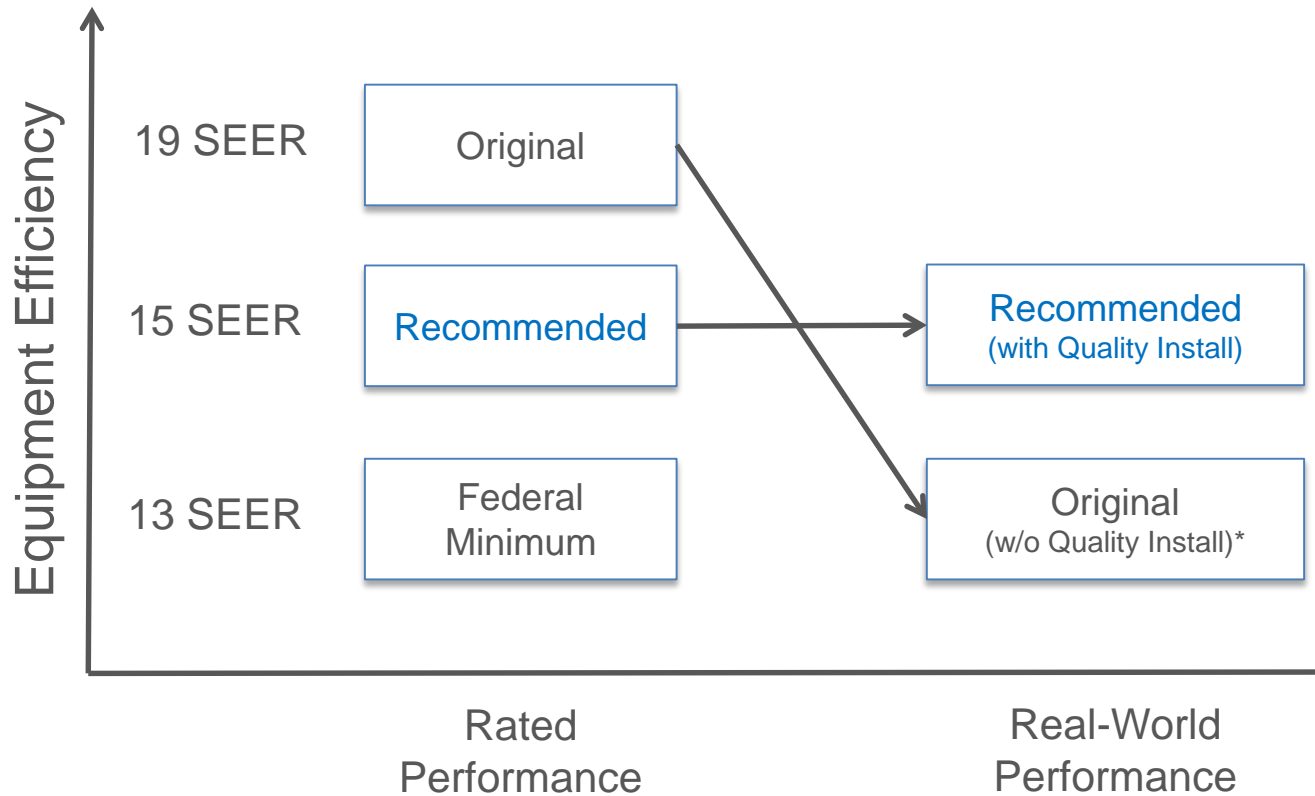 Equipment Efficiency
19 SEER
Original
15 SEER
Recommended
Recommended
(with Quality Install)
13 SEER
Federal
Minimum
Original
(w/o Quality Install)*
Rated
Performance
Real-World
Performance